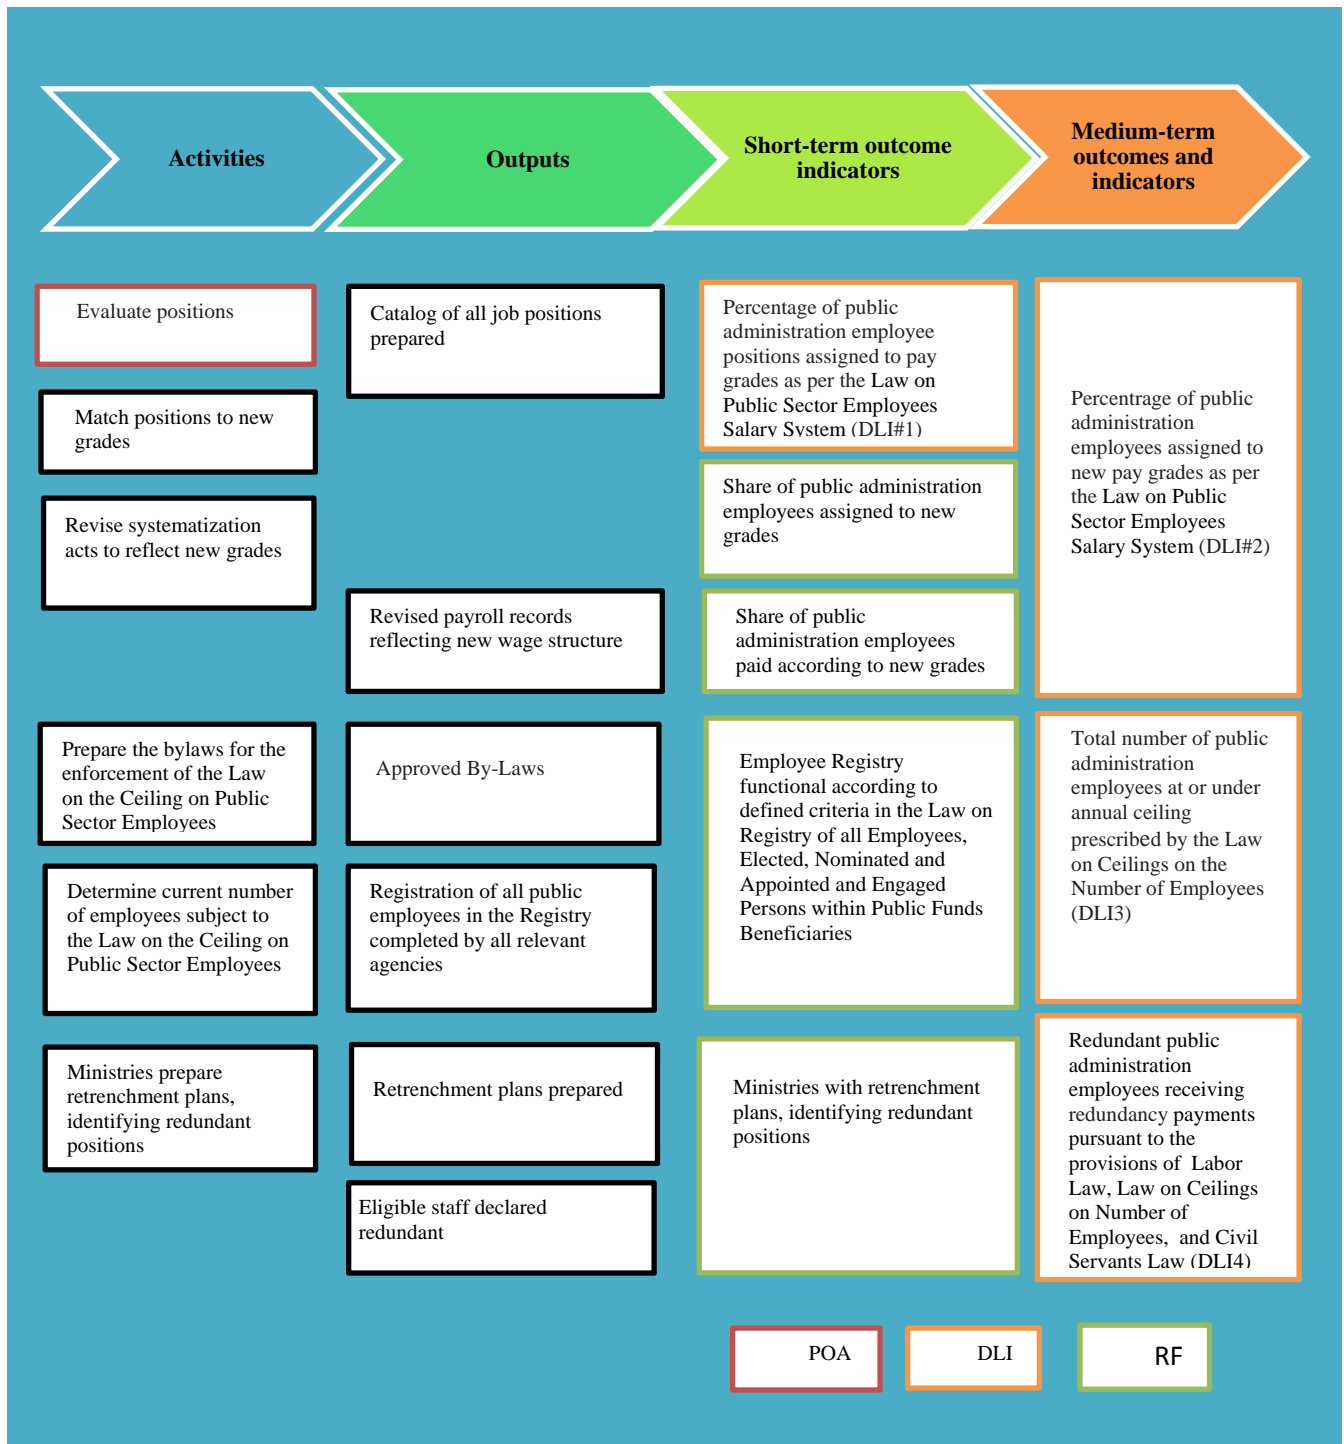 Activities
Outputs
Short-term outcome
indicators
Medium-term
outcomes and
indicators
Evaluate positions
Match positions to new
grades
Revise systematization
acts to reflect new grades
Prepare the bylaws for the
enforcement of the Law
on the Ceiling on Public
Sector Employees
Determine current number
of employees subject to
the Law on the Ceiling on
Public Sector Employees
Ministries prepare
retrenchment plans,
identifying redundant
positions
Catalog of all job positions
prepared
Revised payroll records
reflecting new wage structure
Approved By-Laws
Registration of all public
employees in the Registry
completed by all relevant
agencies
Retrenchment plans prepared
Eligible staff declared
redundant
Percentage of public
administration employee
positions assigned to pay
grades as per the Law on
Public Sector Employees
Salary System (DLI#1)
Share of public administration
employees assigned to new
grades
Share of public
administration employees
paid according to new grades
Employee Registry
functional according to
defined criteria in the Law on
Registry of all Employees,
Elected, Nominated and
Appointed and Engaged
Persons within Public Funds
Beneficiaries
Ministries with retrenchment
plans, identifying redundant
positions
Percentrage of public
administration
employees assigned to
new pay grades as per
the Law on Public
Sector Employees
Salary System (DLI#2)
Total number of public
administration
employees at or under
annual ceiling
prescribed by the Law
on Ceilings on the
Number of Employees
(DLI3)
Redundant public
administration
employees receiving
redundancy payments
pursuant to the
provisions of Labor
Law, Law on Ceilings
on Number of
Employees, and Civil
Servants Law (DLI4)
POA
DLI
RF